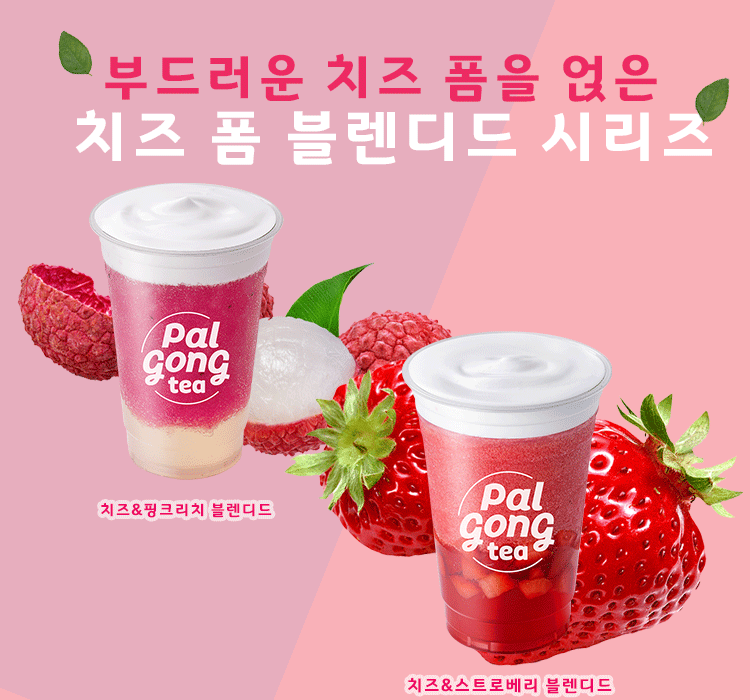 부드러운 치즈 폼을 얹은
치즈 폼 블렌디드 시리즈
Pal
Gong
tea
치즈&핑크리치 블렌디드
Pal
Gong
tea
치즈&스트로베리 블렌디드